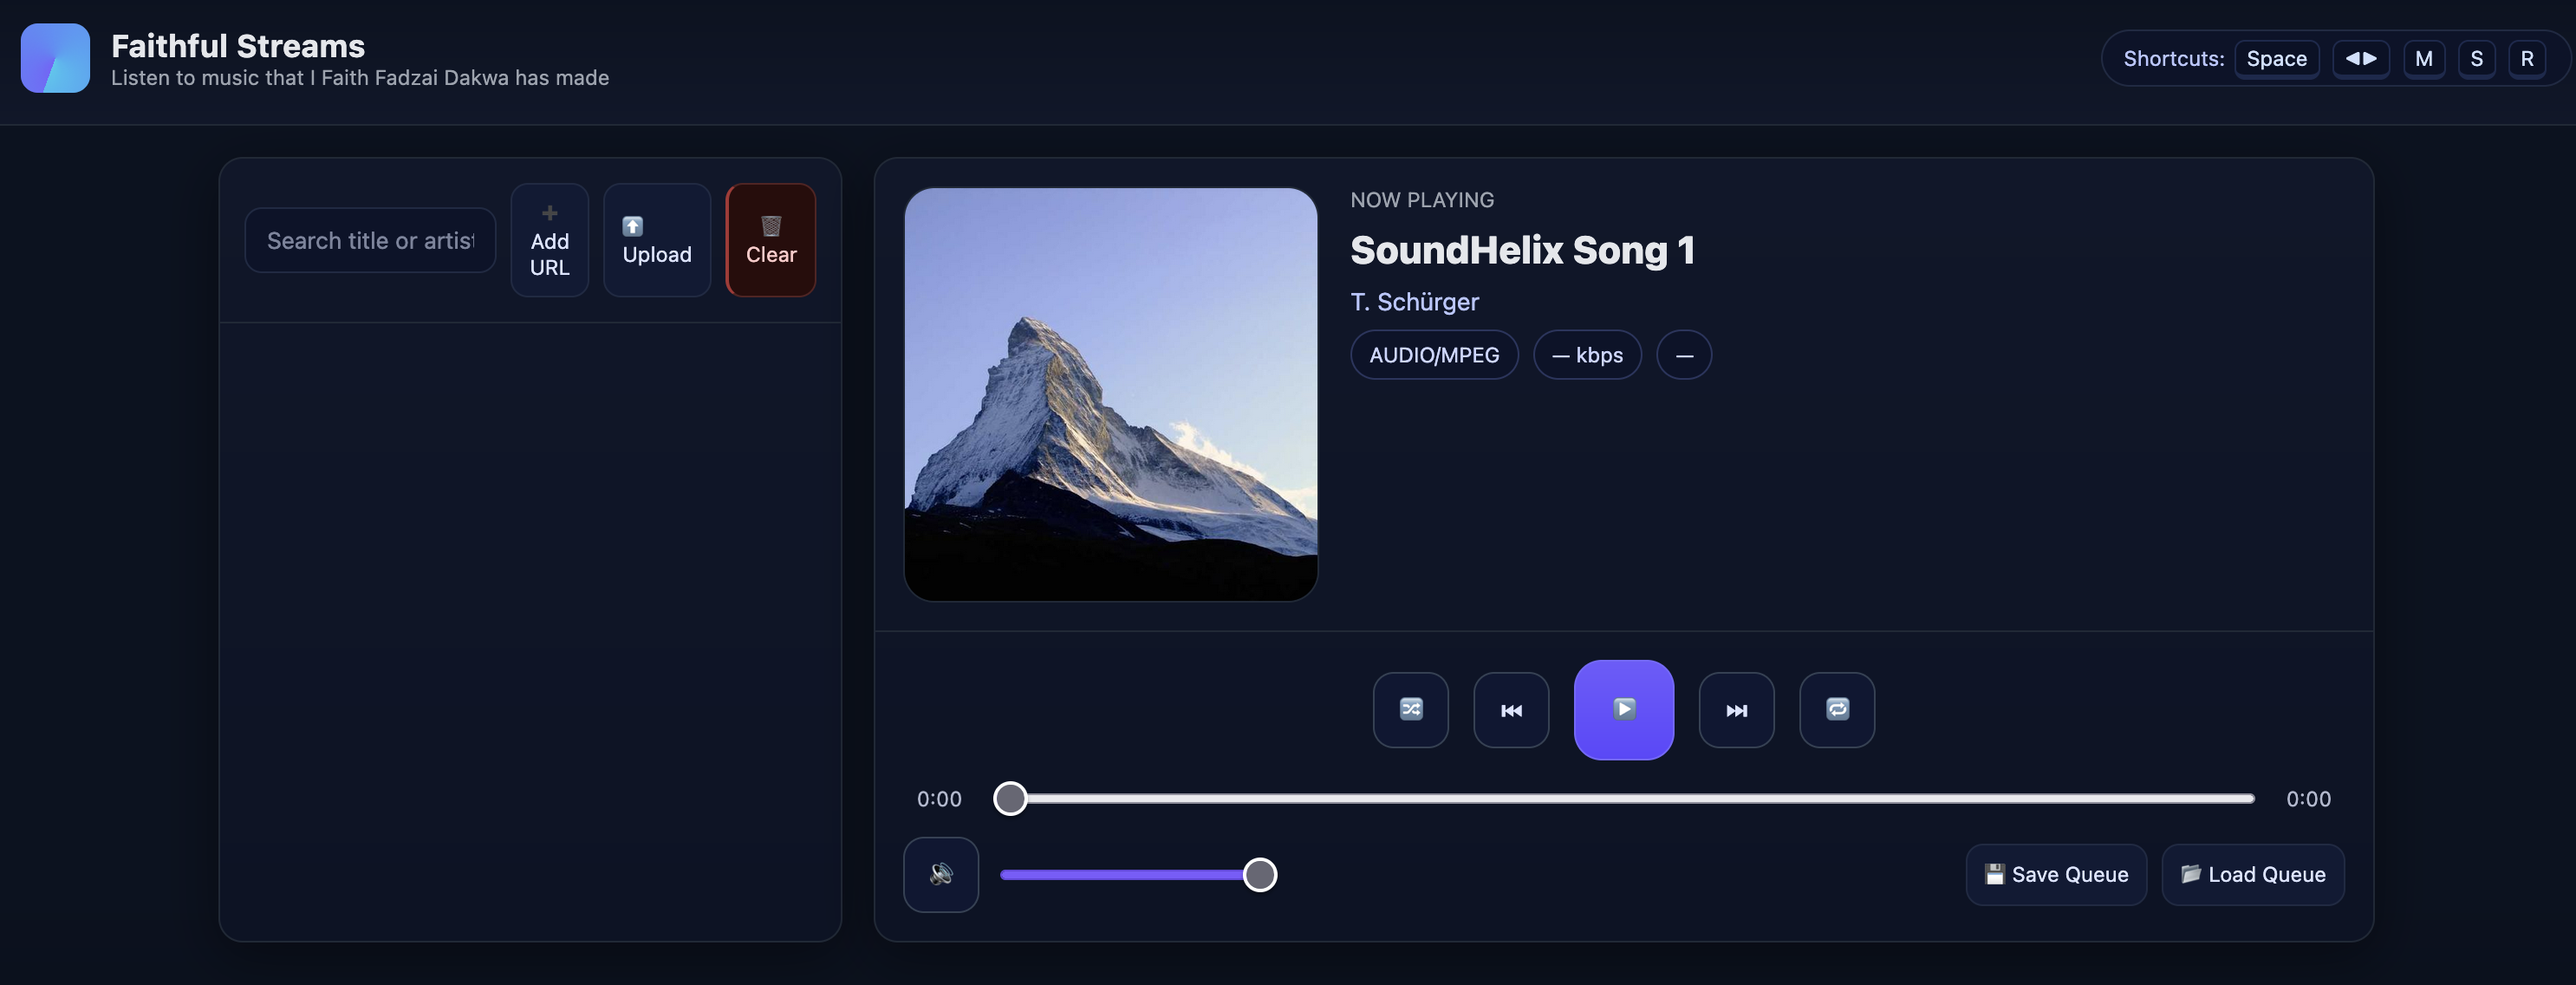 Faithful Streams
Listen to music that I Faith Fadzai Dakwa has made
Shortcuts: Space ◀▶ M S R
Search title or artist
Add
URL
Upload
Clear
NOW PLAYING
SoundHelix Song 1
T. Schürger
AUDIO/MPEG — kbps —
0:00 0:00
Save Queue Load Queue